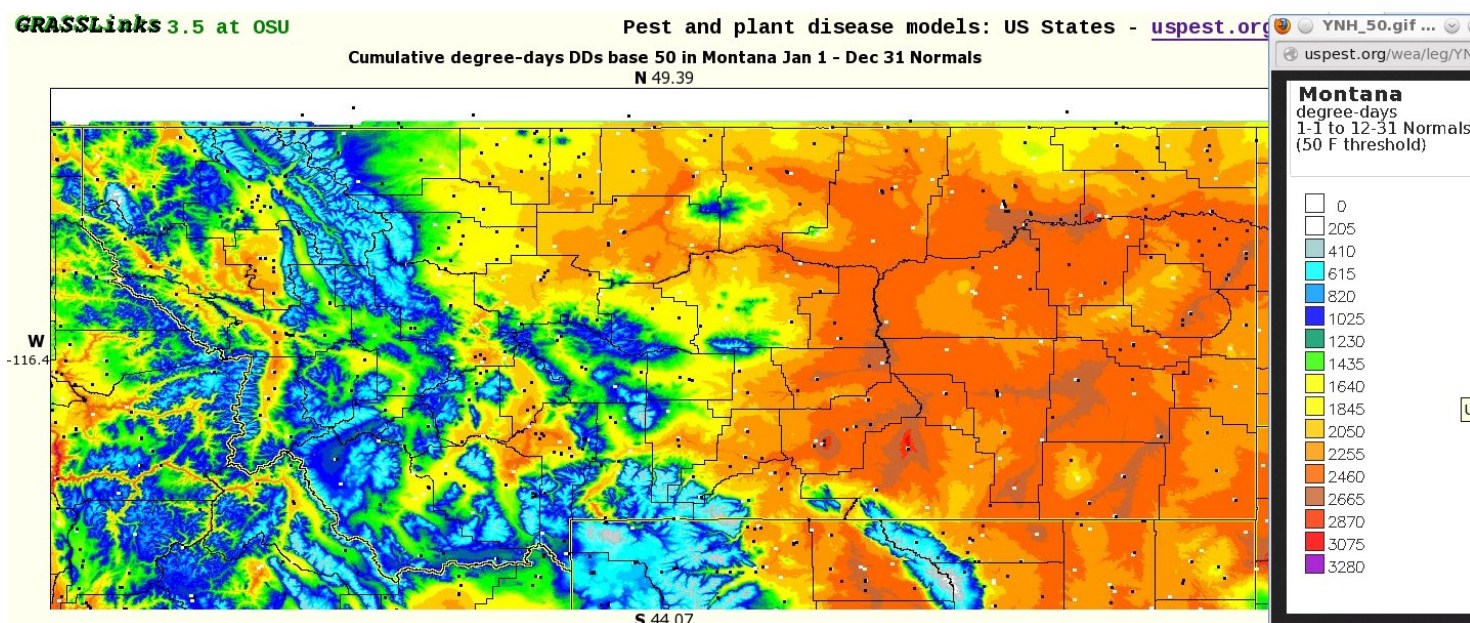 GRASSLinks 3.5 at OSU
Pest and plant disease models: US States - uspest.org
Cumulative degree-days DDs base 50 in Montana Jan 1 - Dec 31 Normals
N 49.39
W
-116.4
S 44.07
YNH_50.gif ...
uspest.org/wea/leg/YN
Montana
degree-days
1-1 to 12-31 Normals
(50 F threshold)
0
205
410
615
820
1025
1230
1435
1640
1845
2050
2255
2460
2665
2870
3075
3280